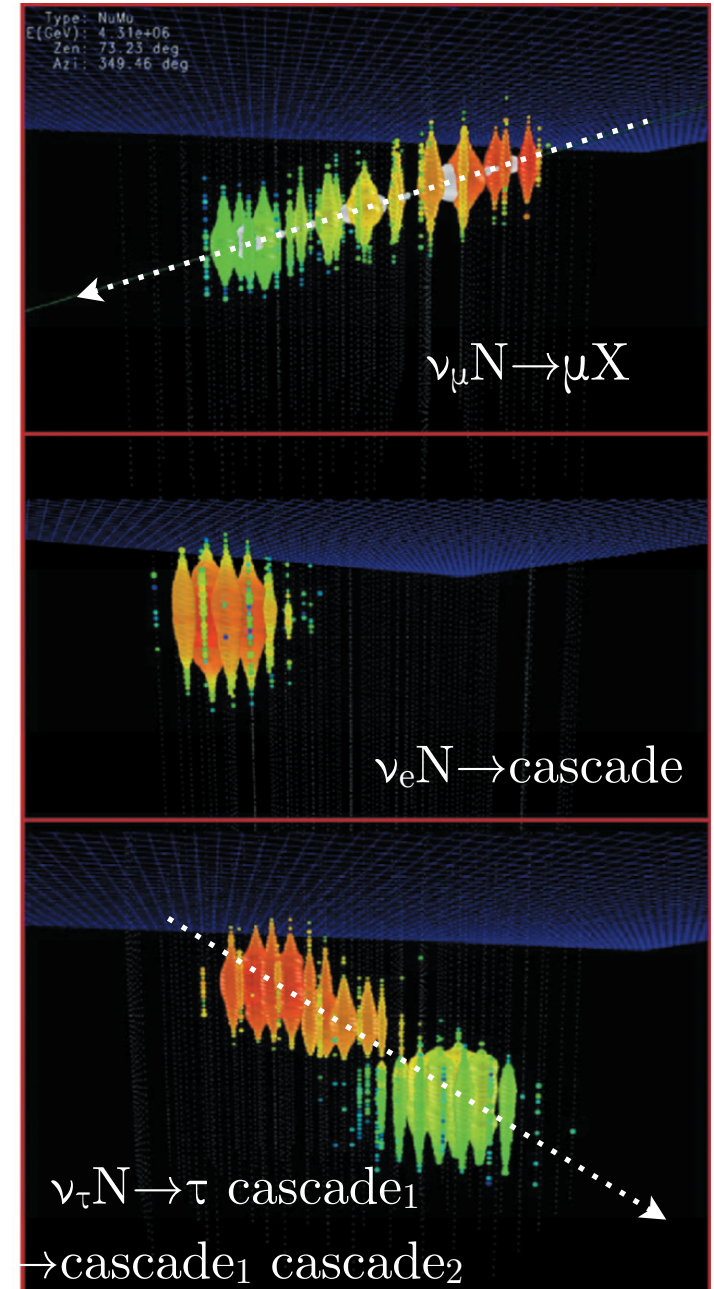 Type: NuMu
E(GeV): 4.31e+06
Zen: 73.23 deg
Azi: 349.46 deg
νμN→μX
νeN→cascade
ντN→τ cascade₁
→cascade₁ cascade₂